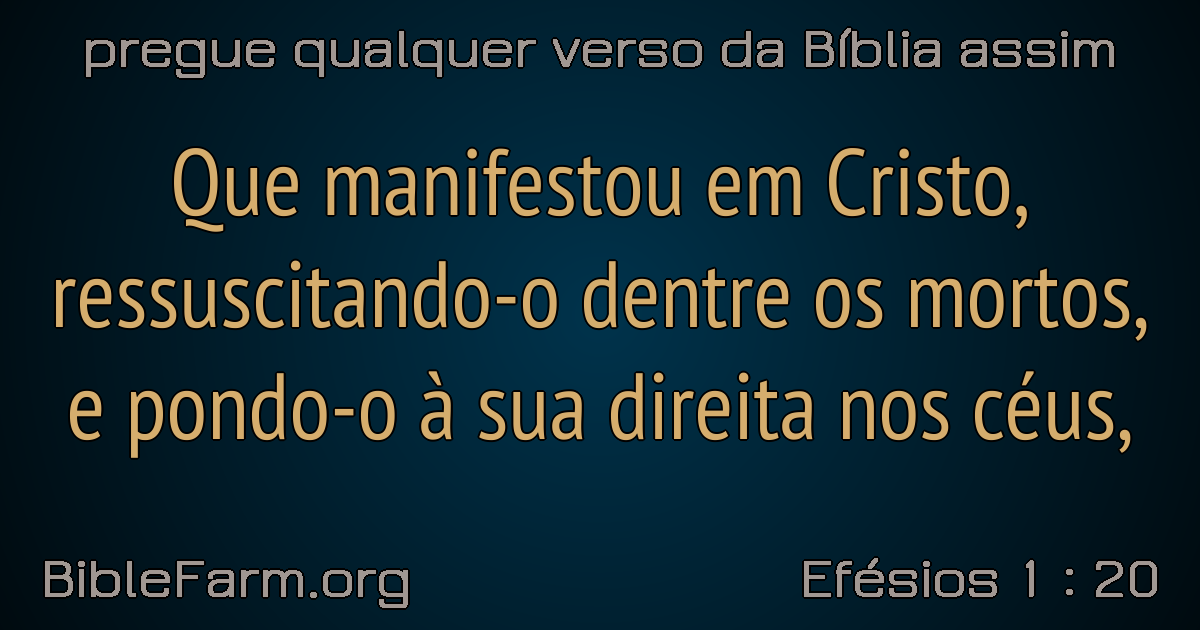 pregue qualquer verso da Bíblia assim
Que manifestou em Cristo,
ressuscitando-o dentre os mortos,
e pondo-o à sua direita nos céus,
BibleFarm.org
Efésios 1 : 20